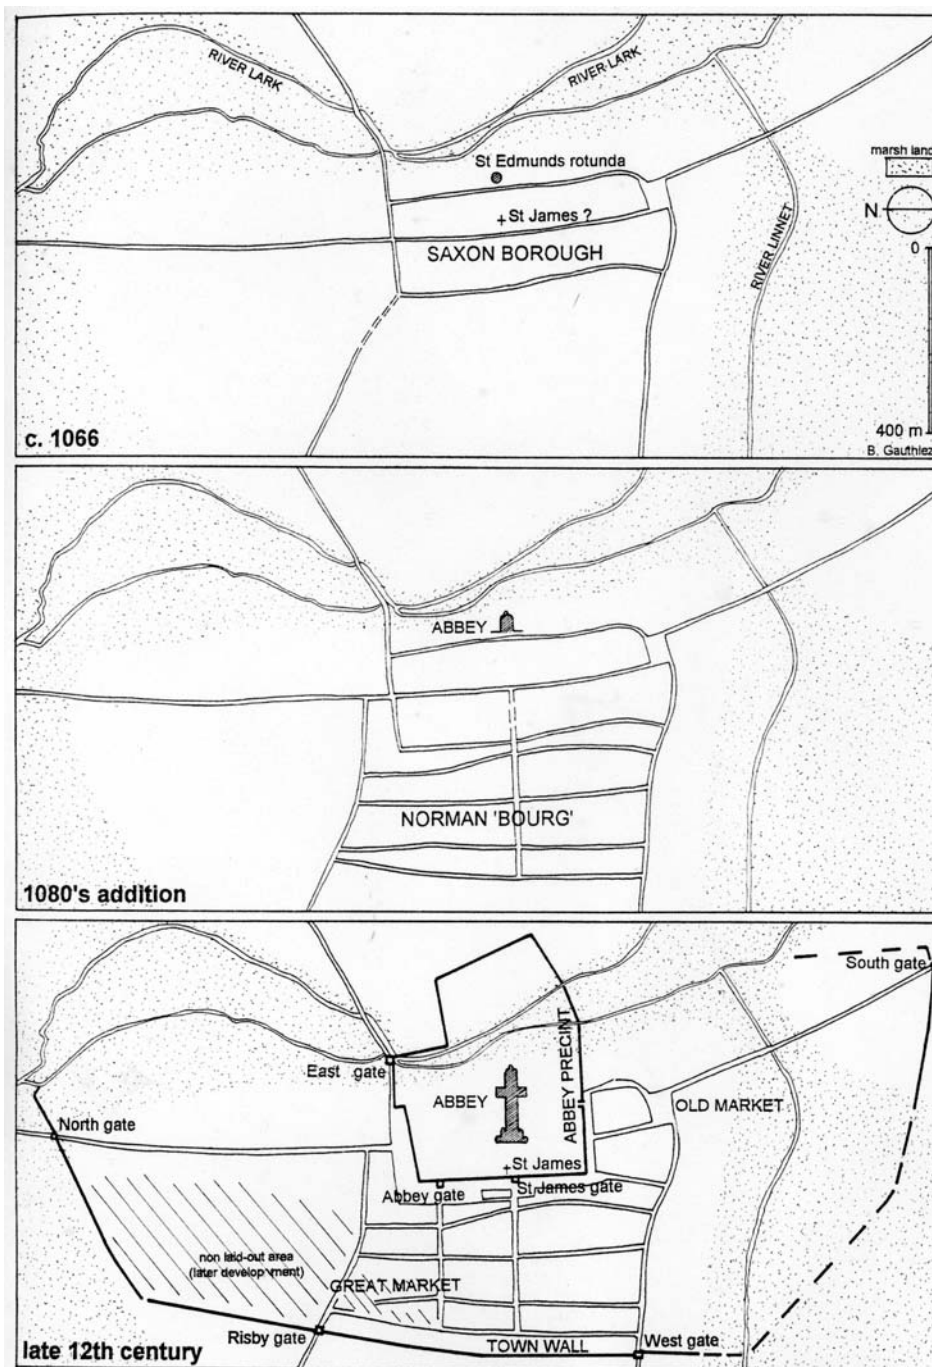 RIVER LARK
RIVER LARK
St Edmunds rotunda
marsh land
N
St James ?
0
SAXON BOROUGH
RIVER LINNET
400 m
c. 1066
B. Gauthiez
ABBEY
NORMAN 'BOURG'
1080's addition
South gate
East gate
ABBEY
ABBEY PRECINT
OLD MARKET
North gate
St James
Abbey gate
St James gate
non laid-out area
(later development)
GREAT MARKET
Risby gate
TOWN WALL
West gate
late 12th century